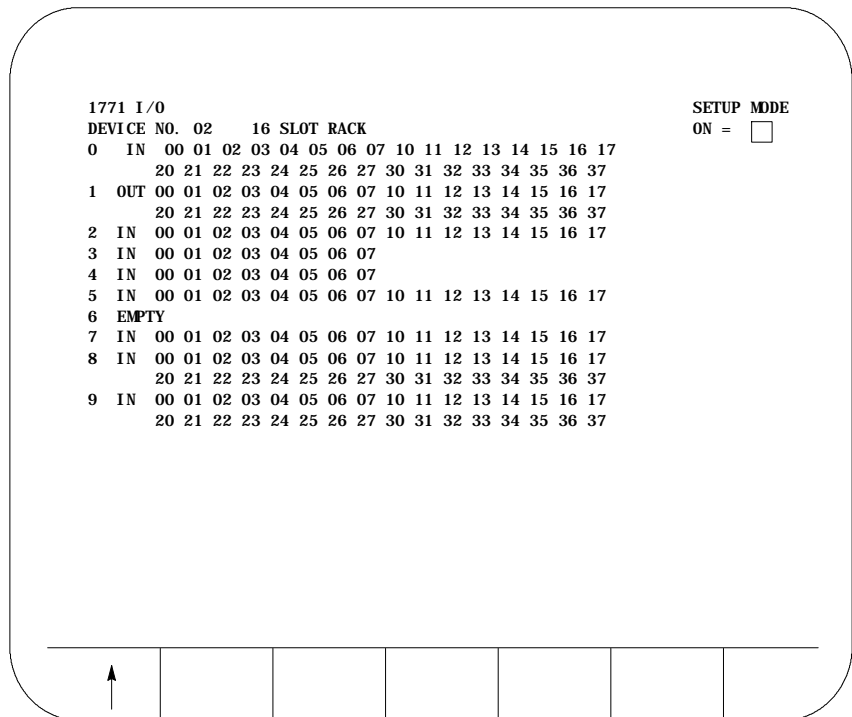 1771 I/O SETUP MODE
DEVICE NO. 02 16 SLOT RACK ON =
0 IN 00 01 02 03 04 05 06 07 10 11 12 13 14 15 16 17
20 21 22 23 24 25 26 27 30 31 32 33 34 35 36 37
1 OUT 00 01 02 03 04 05 06 07 10 11 12 13 14 15 16 17
20 21 22 23 24 25 26 27 30 31 32 33 34 35 36 37
2 IN 00 01 02 03 04 05 06 07 10 11 12 13 14 15 16 17
3 IN 00 01 02 03 04 05 06 07
4 IN 00 01 02 03 04 05 06 07
5 IN 00 01 02 03 04 05 06 07 10 11 12 13 14 15 16 17
6 EMPTY
7 IN 00 01 02 03 04 05 06 07 10 11 12 13 14 15 16 17
8 IN 00 01 02 03 04 05 06 07 10 11 12 13 14 15 16 17
20 21 22 23 24 25 26 27 30 31 32 33 34 35 36 37
9 IN 00 01 02 03 04 05 06 07 10 11 12 13 14 15 16 17
20 21 22 23 24 25 26 27 30 31 32 33 34 35 36 37